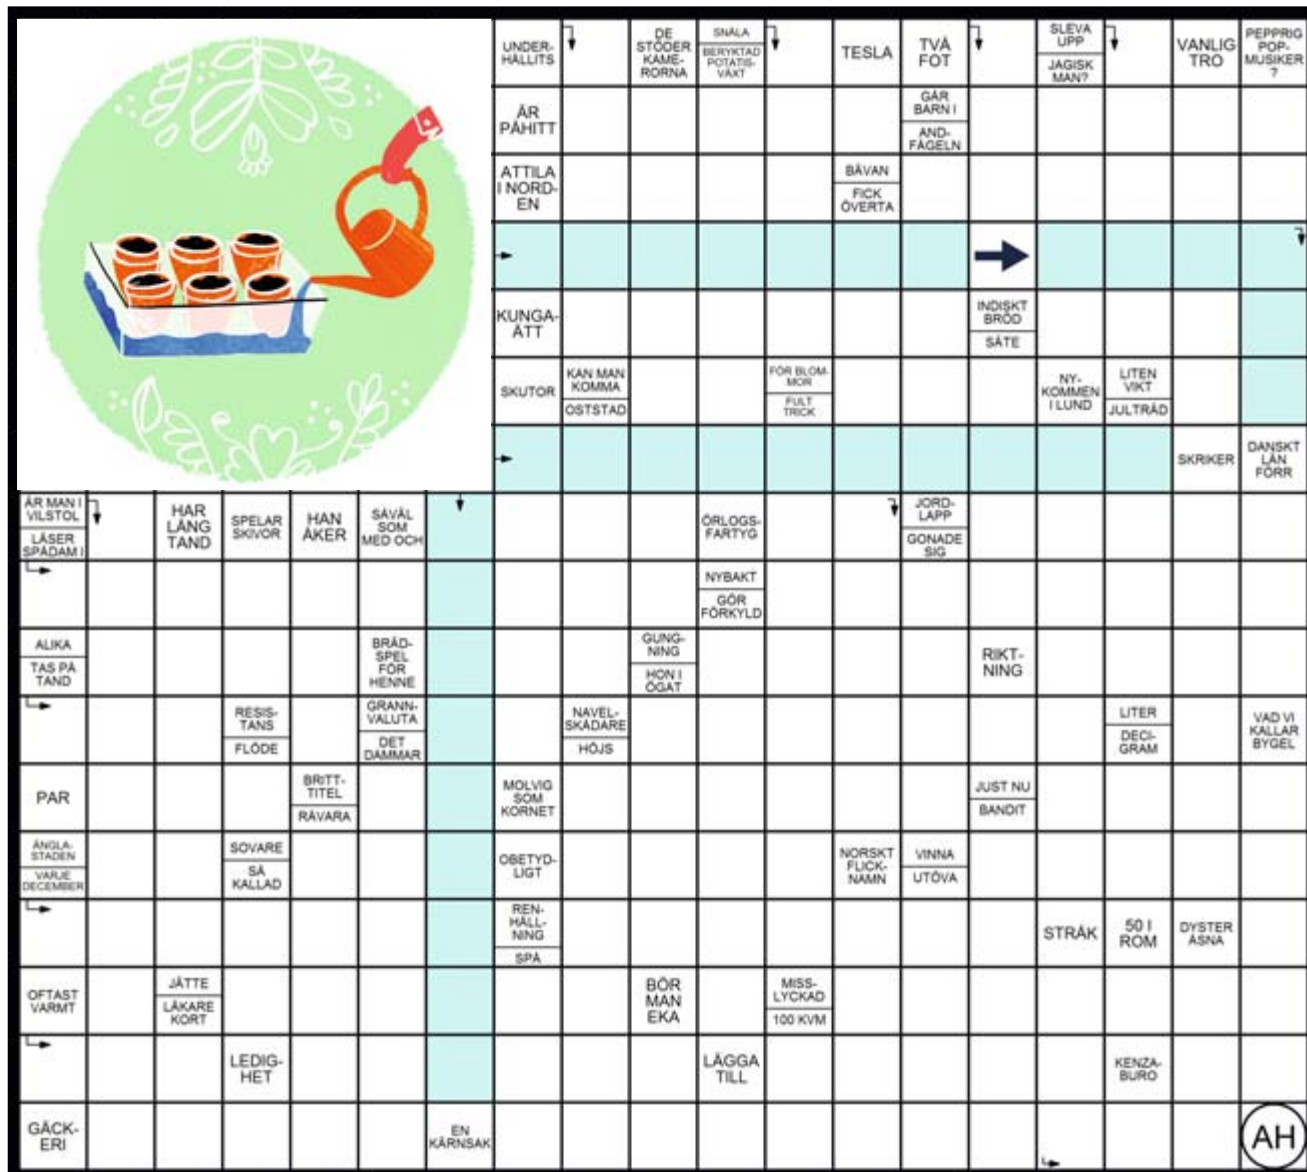 UNDER-
HÅLLITS
DE
STÖDER
KAME-
RORNA
SNÅLA
BERYKTAD
POTATIS-
VÄXT
TESLA
TVÅ
FOT
SLEVA
UPP
JAGISK
MAN?
VANLIG
TRO
PEPPRIG
POP-
MUSIKER
?
ÄR
PÅHITT
GÅR
BARN I
AND-
FÅGELN
ATTILA
I NORD-
EN
BÄVAN
FICK
ÖVERTA
KUNGA-
ÄTT
INDISKT
BRÖD
SÄTE
SKUTOR
KAN MAN
KOMMA
OSTSTAD
FÖR BLOM-
MOR
FULT
TRICK
NY-
KOMMEN
I LUND
LITEN
VIKT
JULTRÄD
SKRIKER
DANSKT
LÄN
FÖRR
ÄR MAN I
VILSTOL
LÄSER
SPÅDAM I
HAR
LÅNG
TAND
SPELAR
SKIVOR
HAN
ÅKER
SÅVÄL
SOM
MED OCH
ÖRLOGS-
FARTYG
JORD-
LAPP
GONADE
SIG
NYBAKT
GÖR
FÖRKYLD
ALIKA
TAS PÅ
TAND
BRÄD-
SPEL
FÖR
HENNE
GUNG-
NING
HON I
ÖGAT
RIKT-
NING
RESIS-
TANS
FLÖDE
GRANN-
VALUTA
DET
DAMMAR
NAVEL-
SKÅDARE
HÖJS
LITER
DECI-
GRAM
VAD VI
KALLAR
BYGEL
PAR
BRITT-
TITEL
RÅVARA
MOLVIG
SOM
KORNET
JUST NU
BANDIT
ÄNGLA-
STADEN
VARJE
DECEMBER
SOVARE
SÅ
KALLAD
OBETYD-
LIGT
NORSKT
FLICK-
NAMN
VINNA
UTÖVA
REN-
HÅLL-
NING
SPÅ
STRÅK
50 I
ROM
DYSTER
ÅSNA
OFTAST
VARMT
JÄTTE
LÄKARE
KORT
BÖR
MAN
EKA
MISS-
LYCKAD
100 KVM
LEDIG-
HET
LÄGGA
TILL
KENZA-
BURO
GÄCK-
ERI
EN
KÄRNSAK
AH